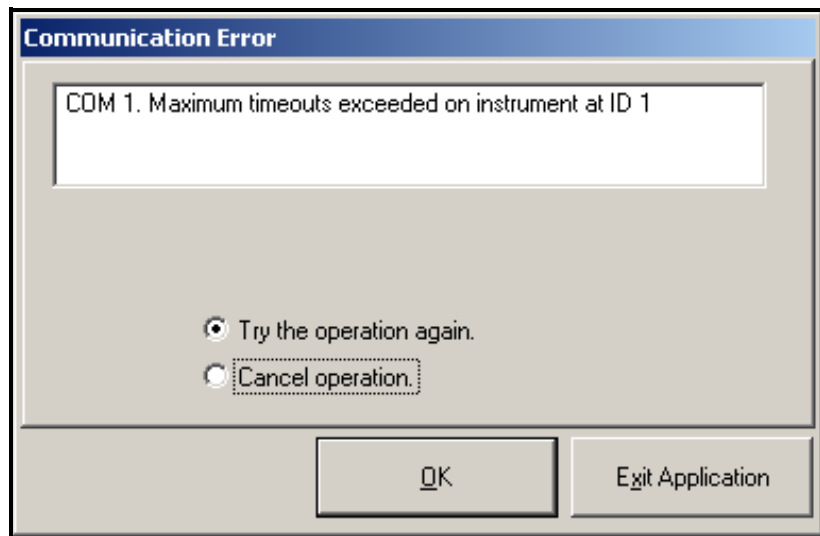 Communication Error
COM 1. Maximum timeouts exceeded on instrument at ID 1
Try the operation again.
Cancel operation.
OK
Exit Application